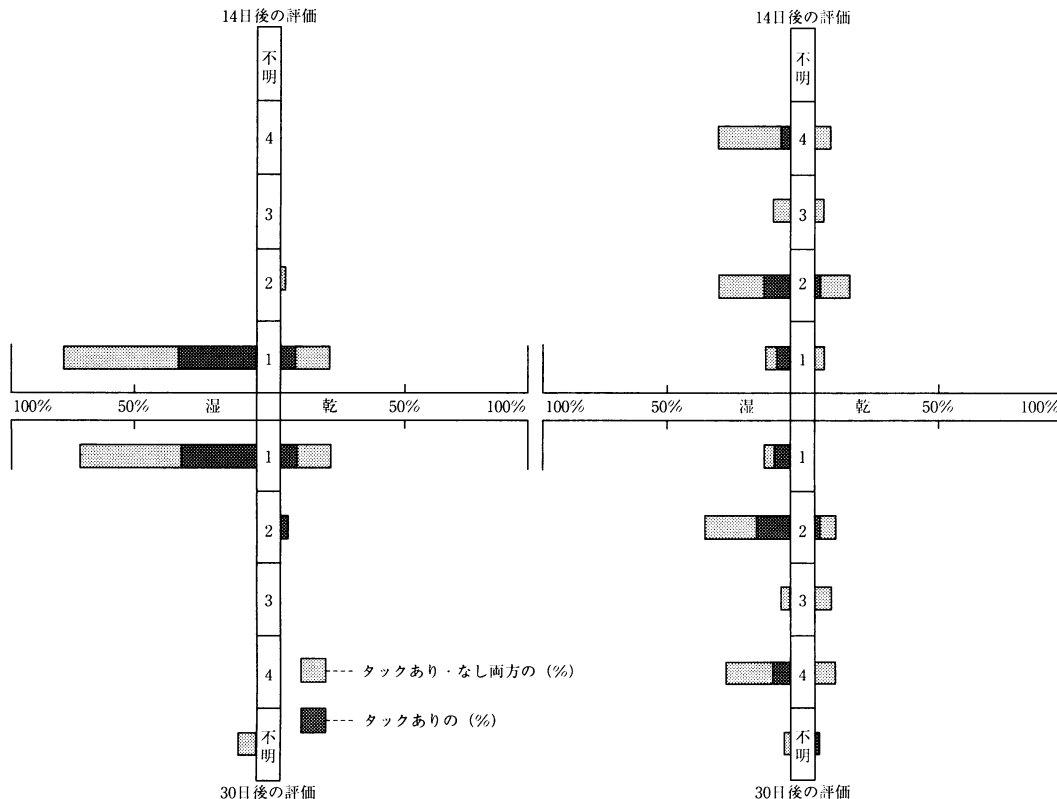 14日後の評価
不明
4
3
2
1
100% 50% 湿 乾 50% 100%
1
2
3
4
不明
30日後の評価
タックあり・なし両方の（%）
タックありの（%）
14日後の評価
不明
4
3
2
1
100% 50% 湿 乾 50% 100%
1
2
3
4
不明
30日後の評価